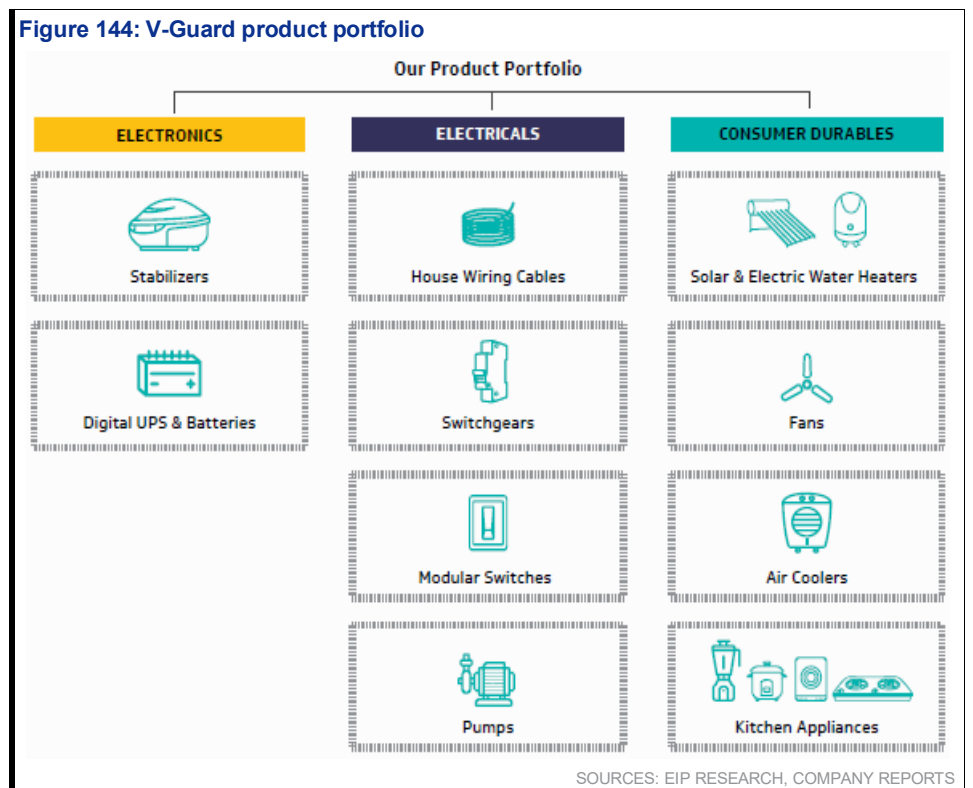 Figure 144: V-Guard product portfolio
Our Product Portfolio
ELECTRONICS
ELECTRICALS
CONSUMER DURABLES
Stabilizers
House Wiring Cables
Solar & Electric Water Heaters
Digital UPS & Batteries
Switchgears
Fans
Modular Switches
Air Coolers
Pumps
Kitchen Appliances
SOURCES: EIP RESEARCH, COMPANY REPORTS